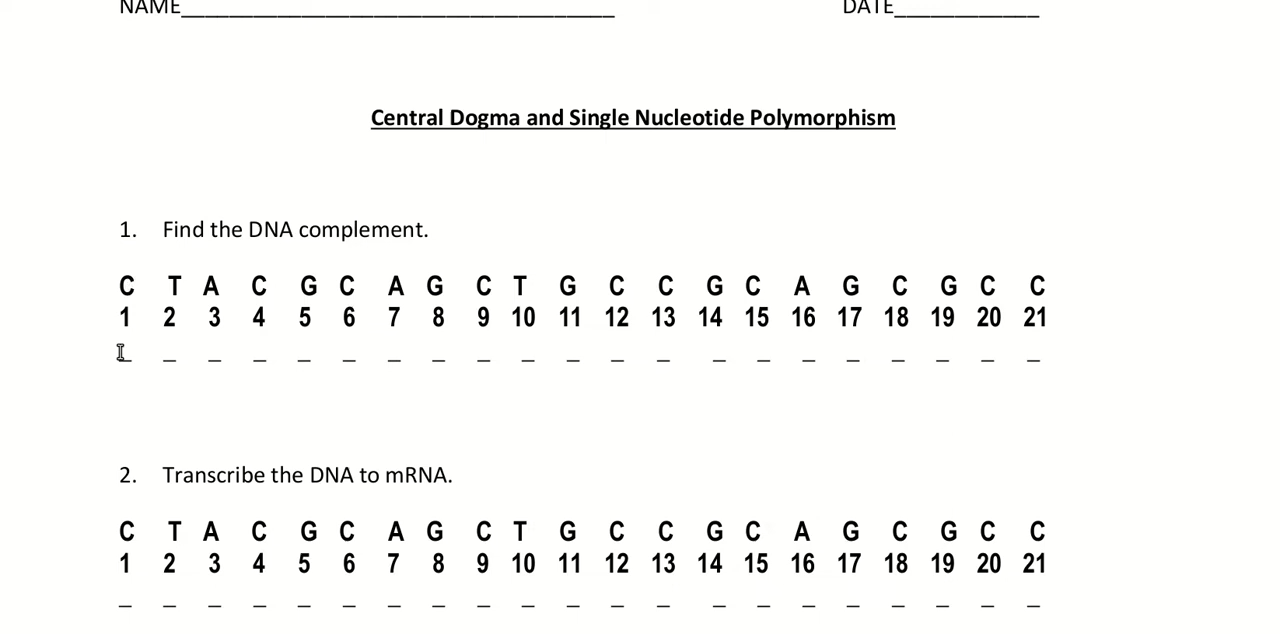 NAME____________________________________ DATE____________
Central Dogma and Single Nucleotide Polymorphism
1. Find the DNA complement.
C T A C G C A G C T G C C G C A G C G C C
1 2 3 4 5 6 7 8 9 10 11 12 13 14 15 16 17 18 19 20 21
_ _ _ _ _ _ _ _ _ _ _ _ _ _ _ _ _ _ _ _ _
2. Transcribe the DNA to mRNA.
C T A C G C A G C T G C C G C A G C G C C
1 2 3 4 5 6 7 8 9 10 11 12 13 14 15 16 17 18 19 20 21
_ _ _ _ _ _ _ _ _ _ _ _ _ _ _ _ _ _ _ _ _